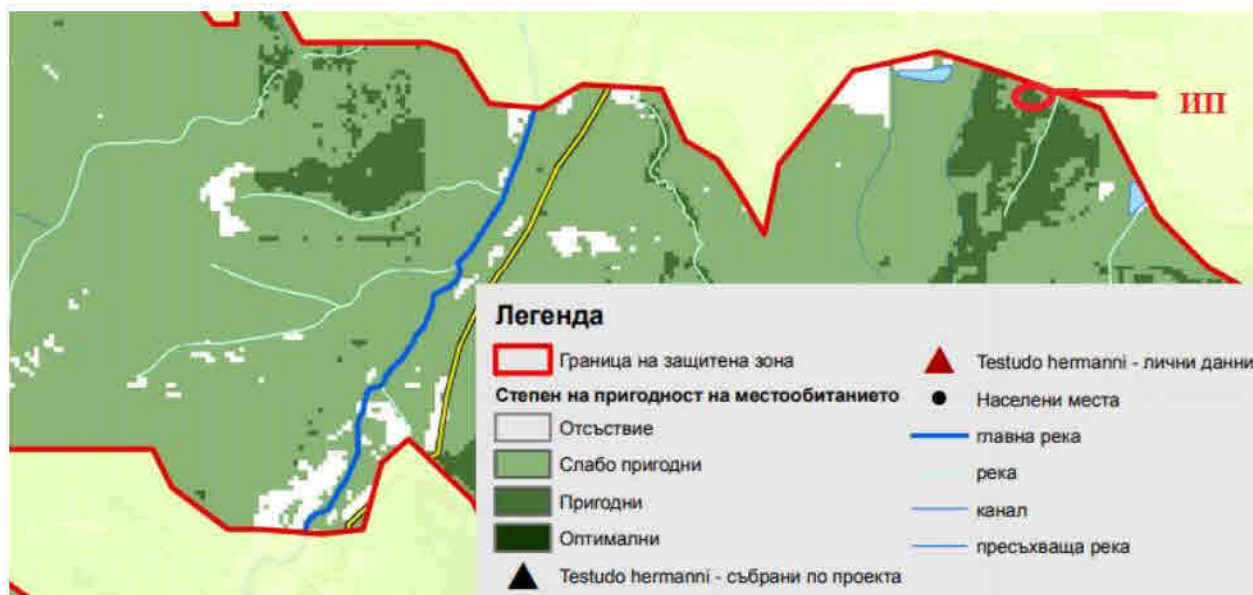 ИП
Легенда
Граница на защитена зона
Степен на пригодност на местообитанието
Отсъствие
Слабо пригодни
Пригодни
Оптимални
Testudo hermanni - събрани по проекта
Testudo hermanni - лични данни
Населени места
главна река
река
канал
пресъхваща река